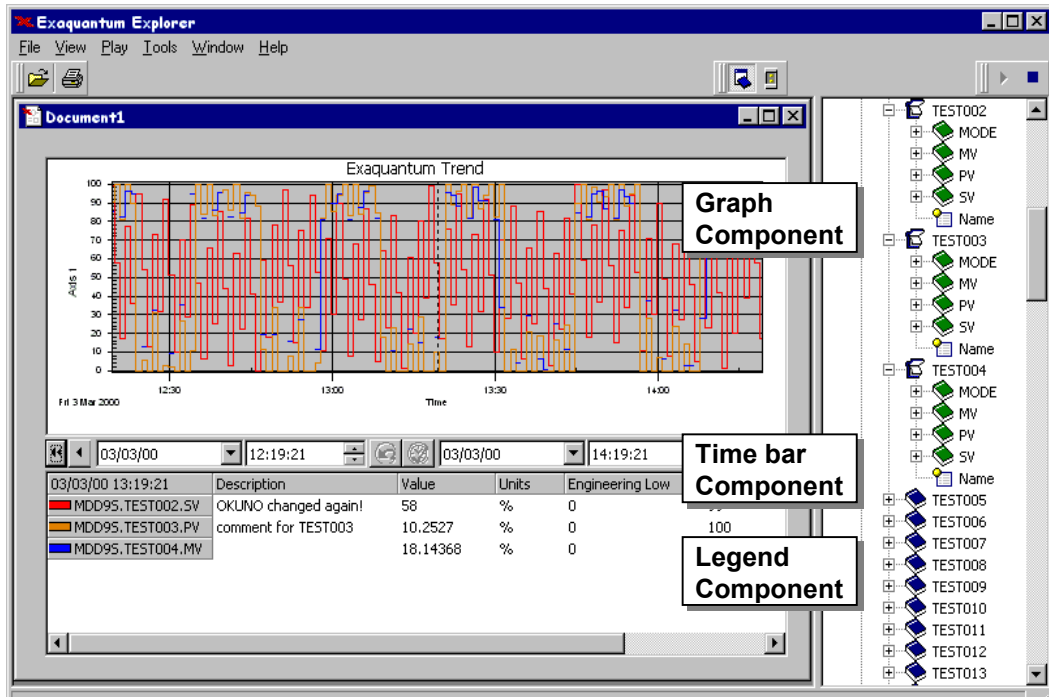 Exaquantum Explorer
File View Play Tools Window Help
Document1
Exaquantum Trend
100
90
80
70
60
50
40
30
20
10
0
Axis 1
12:30 13:00 13:30 14:00
Fri 3 Mar 2000 Time
Graph
Component
03/03/00 12:19:21 03/03/00 14:19:21
Time bar
Component
03/03/00 13:19:21 Description Value Units Engineering Low
MDD95.TEST002.SV OKUNO changed again! 58 % 0
MDD95.TEST003.PV comment for TEST003 10.2527 % 0 100
MDD95.TEST004.MV 18.14368 % 0
Legend
Component
TEST002
MODE
MV
PV
SV
Name
TEST003
MODE
MV
PV
SV
Name
TEST004
MODE
MV
PV
SV
Name
TEST005
TEST006
TEST007
TEST008
TEST009
TEST010
TEST011
TEST012
TEST013